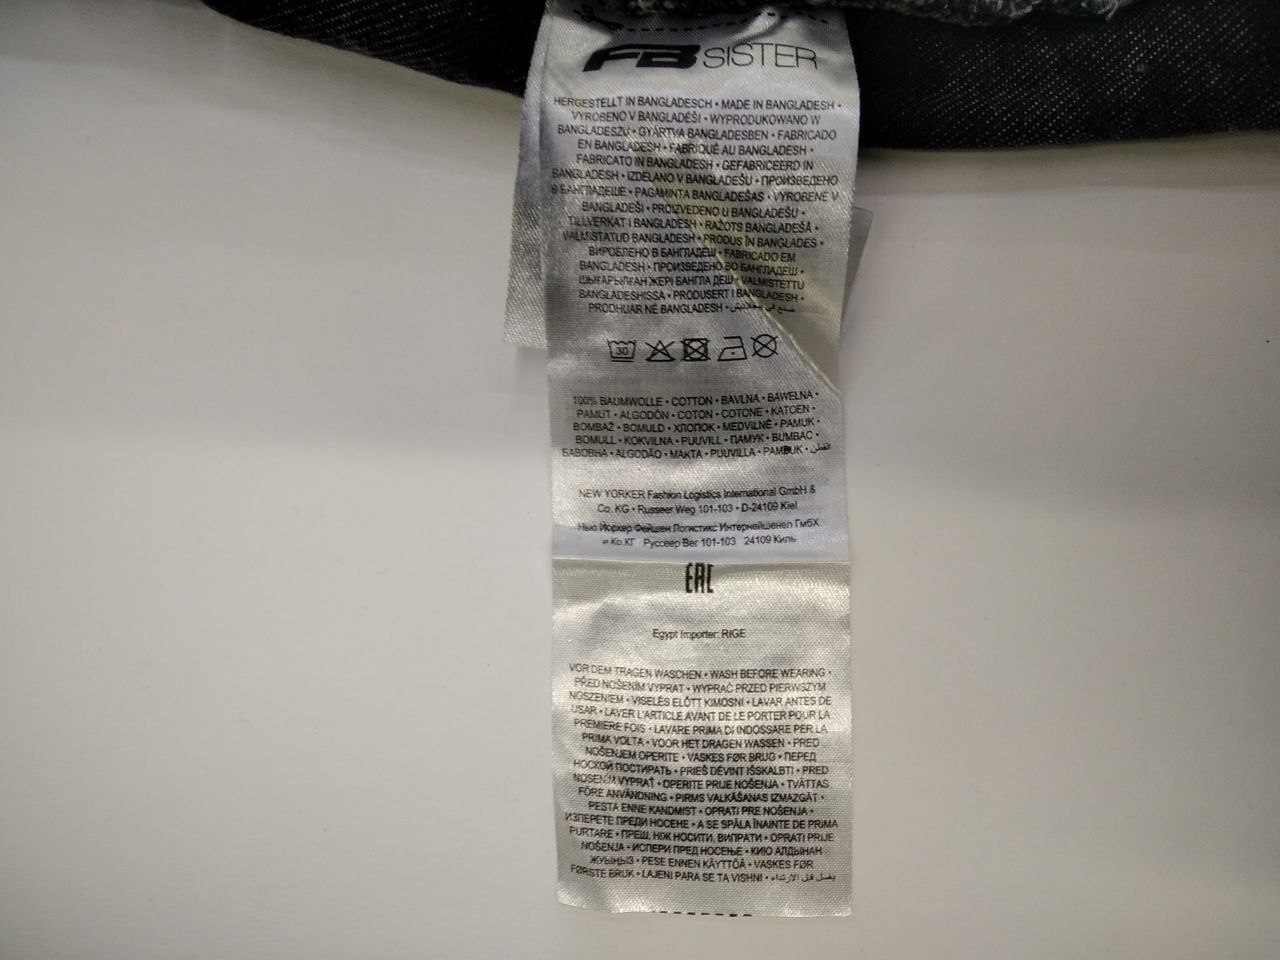 FB SISTER
HERGESTELLT IN BANGLADESCH • MADE IN BANGLADESH •
VYROBENO V BANGLADÉŠI • WYPRODUKOWANO W
BANGLADESZU • GYÁRTVA BANGLADESBEN • FABRICADO
EN BANGLADESH • FABRIQUÉ AU BANGLADESH •
FABRICATO IN BANGLADESH • GEFABRICEERD IN
BANGLADESH • IZDELANO V BANGLADEŠU • ПРОИЗВЕДЕНО
В БАНГЛАДЕШЕ • PAGAMINTA BANGLADEŠAS • VYROBENÉ V
BANGLADEŠI • PROIZVEDENO U BANGLADEŠU •
TILLVERKAT I BANGLADESH • RAŽOTS BANGLADEŠĀ •
VALMISTATUD BANGLADESH • PRODUS ÎN BANGLADES •
ВИРОБЛЕНО В БАНГЛАДЕШ • FABRICADO EM
BANGLADESH • ПРОИЗВЕДЕНО ВО БАНГЛАДЕШ •
ШЫҒАРЫЛҒАН ЖЕРІ БАНГЛАДЕШ • VALMISTETTU
BANGLADESHISSA • PRODUSERT I BANGLADESH •
PRODHUAR NË BANGLADESH • صنع في بنغلاديش
30
100% BAUMWOLLE • COTTON • BAVLNA • BAWEŁNA •
PAMUT • ALGODÓN • COTON • COTONE • KATOEN •
BOMBAŽ • BOMULD • ХЛОПОК • MEDVILNĖ • PAMUK •
BOMULL • KOKVILNA • PUUVILL • ПАМУК • BUMBAC •
БАВОВНА • ALGODÃO • МАКТА • PUUVILLA • PAMBUK • القطن
NEW YORKER Fashion Logistics International GmbH &
Co. KG • Russeer Weg 101-103 • D-24109 Kiel
Нью Йоркер Фейшен Логистикс Интернейшенел ГмбХ
и Ко.КГ Руссеер Вег 101-103 24109 Киль
EAC
Egypt Importer: RIGE
VOR DEM TRAGEN WASCHEN • WASH BEFORE WEARING •
PŘED NOŠENÍM VYPRAT • WYPRAĆ PRZED PIERWSZYM
NOSZENIEM • VISELÉS ELŐTT KIMOSNI • LAVAR ANTES DE
USAR • LAVER L'ARTICLE AVANT DE LE PORTER POUR LA
PREMIÈRE FOIS • LAVARE PRIMA DI INDOSSARE PER LA
PRIMA VOLTA • VOOR HET DRAGEN WASSEN • PRED
NOŠENJEM OPERITE • VASKES FØR BRUG • ПЕРЕД
НОСКОЙ ПОСТИРАТЬ • PRIEŠ DĖVINT IŠSKALBTI • PRED
NOSENÍM VYPRAŤ • OPERITE PRIJE NOŠENJA • TVÄTTAS
FÖRE ANVÄNDNING • PIRMS VALKĀŠANAS IZMAZGĀT •
PESTA ENNE KANDMIST • OPRATI PRE NOŠENJA •
ИЗПЕРЕТЕ ПРЕДИ НОСЕНЕ • A SE SPĂLA ÎNAINTE DE PRIMA
PURTARE • ПРЕШ, НІЖ НОСИТИ, ВИПРАТИ • OPRATI PRIJE
NOŠENJA • ИСПЕРИ ПРЕД НОСЕЊЕ • КИЮ АЛДЫНАН
ЖУЫҢЫЗ • PESE ENNEN KÄYTTÖÄ • VASKES FØR
FØRSTE BRUK • LAJENI PARA SE TA VISHNI • يغسل قبل الارتداء